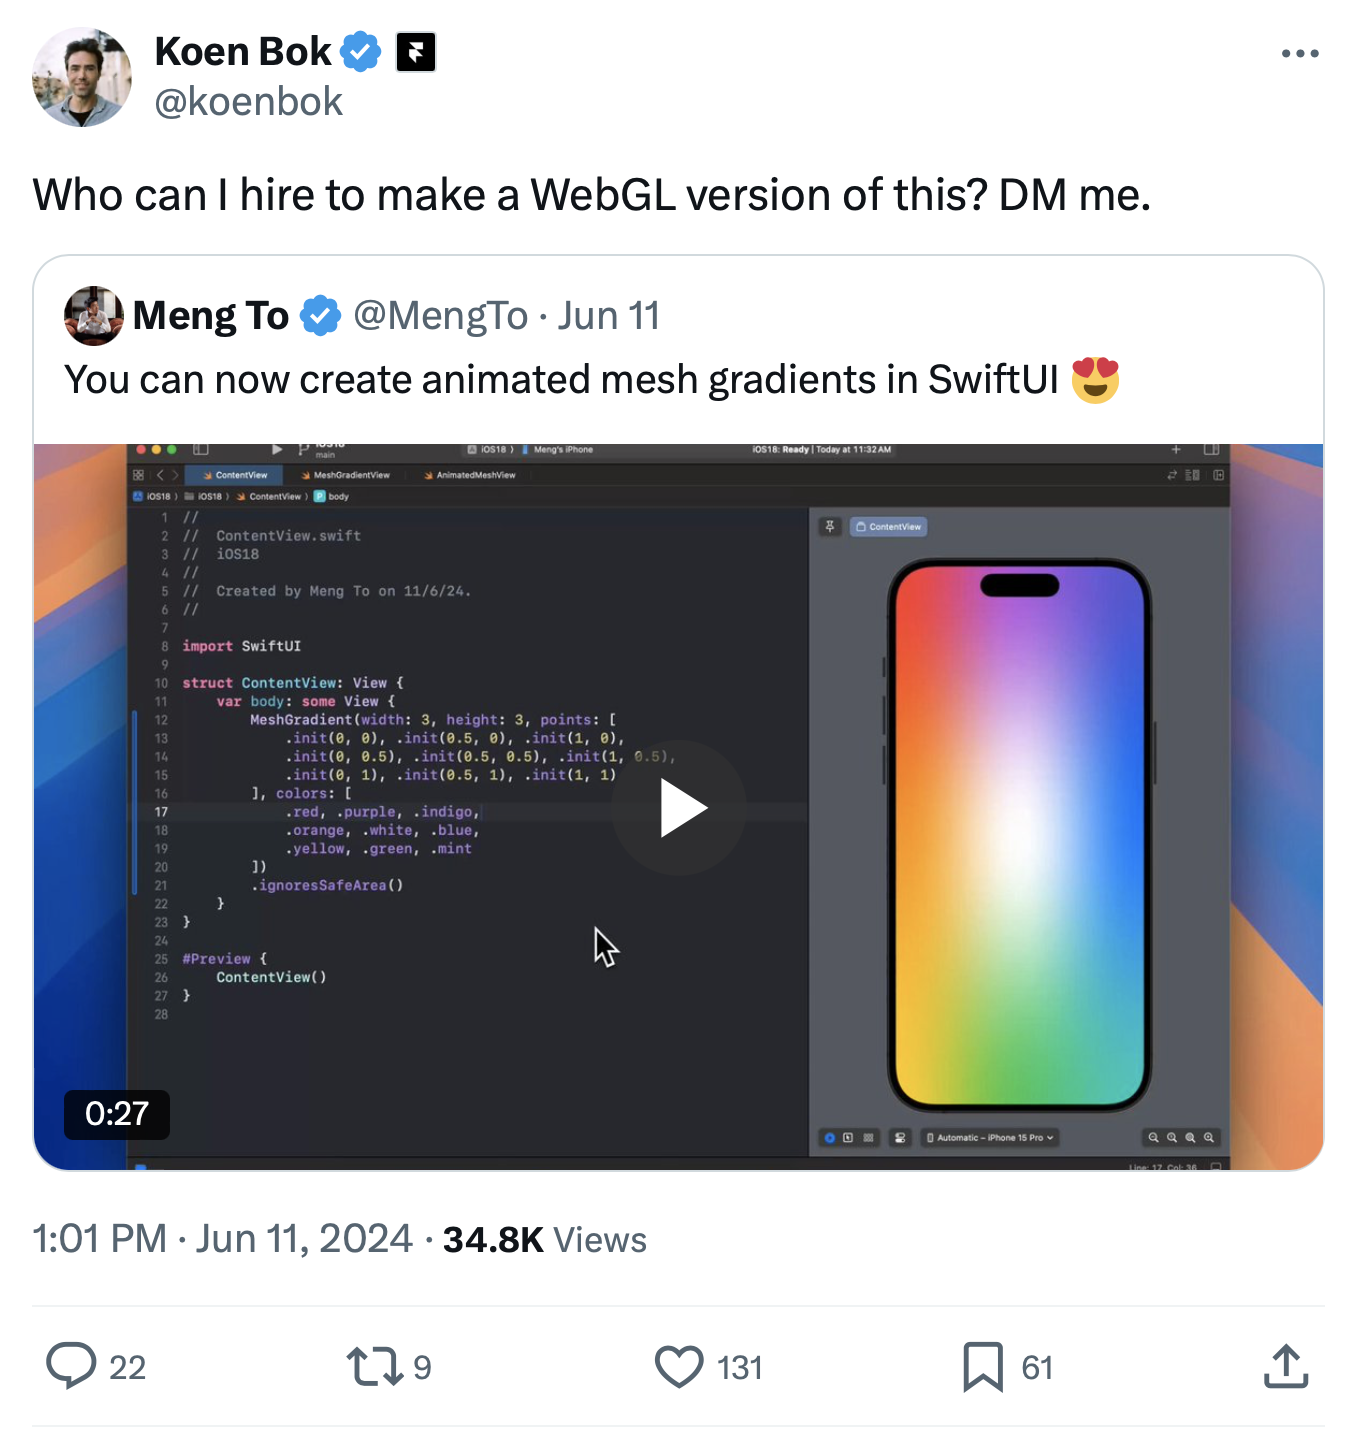 Koen Bok
@koenbok
Who can I hire to make a WebGL version of this? DM me.
Meng To @MengTo · Jun 11
You can now create animated mesh gradients in SwiftUI 😍
iOS18
main
iOS18 〉 Meng's iPhone
iOS18: Ready | Today at 11:32 AM
ContentView MeshGradientView AnimatedMeshView
iOS18 〉 iOS18 〉 ContentView 〉 P body
1 //
2 //  ContentView.swift
3 //  iOS18
4 //
5 //  Created by Meng To on 11/6/24.
6 //
7
8 import SwiftUI
9
10 struct ContentView: View {
11     var body: some View {
12         MeshGradient(width: 3, height: 3, points: [
13             .init(0, 0), .init(0.5, 0), .init(1, 0),
14             .init(0, 0.5), .init(0.5, 0.5), .init(1, 0.5),
15             .init(0, 1), .init(0.5, 1), .init(1, 1)
16         ], colors: [
17             .red, .purple, .indigo,
18             .orange, .white, .blue,
19             .yellow, .green, .mint
20         ])
21         .ignoresSafeArea()
22     }
23 }
24
25 #Preview {
26     ContentView()
27 }
28
ContentView
Automatic – iPhone 15 Pro
Line: 17 Col: 36
0:27
1:01 PM · Jun 11, 2024 · 34.8K Views
22 9 131 61